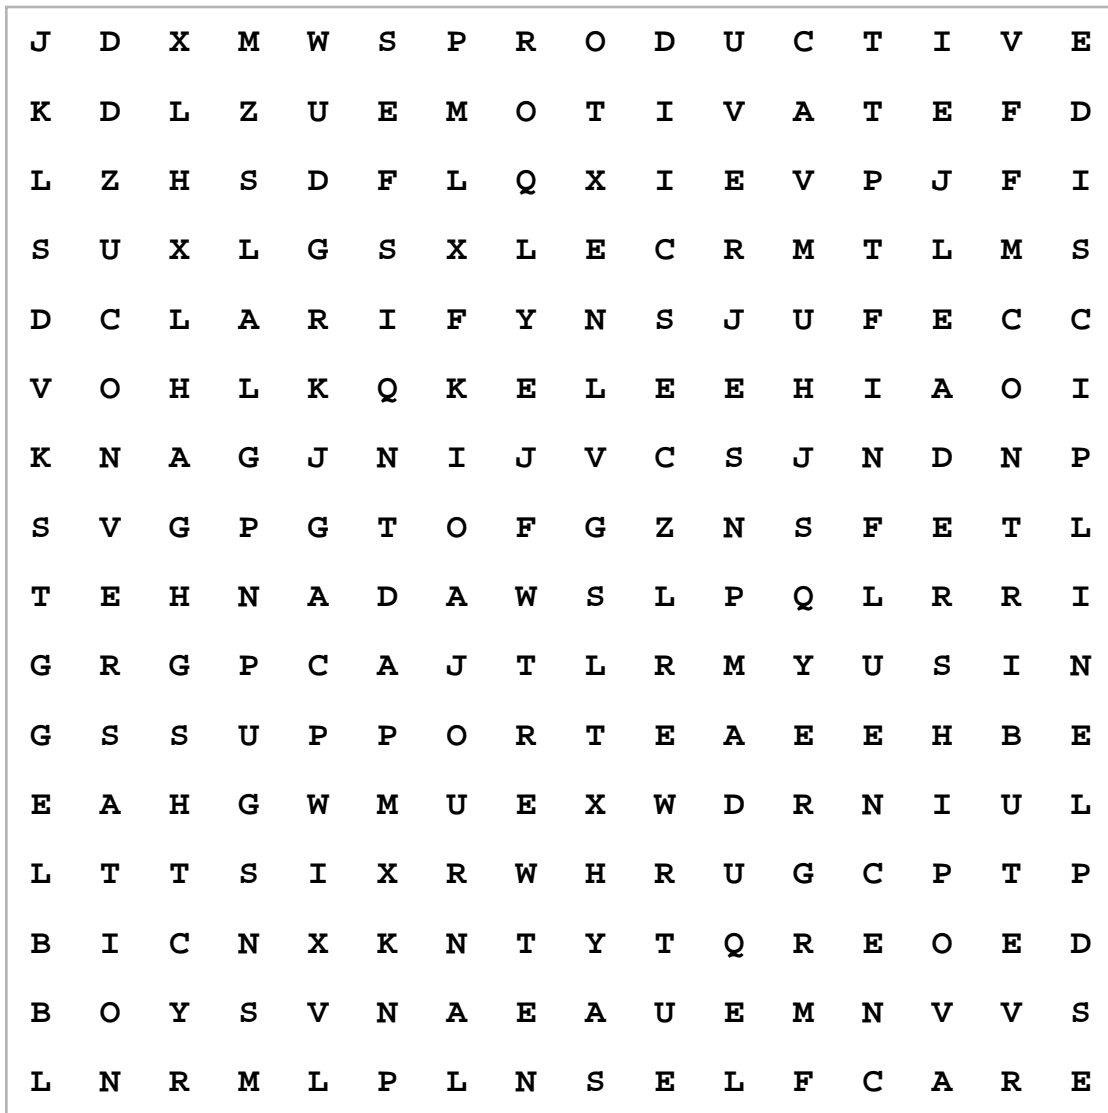 J D X M W S P R O D U C T I V E
K D L Z U E M O T I V A T E F D
L Z H S D F L Q X I E V P J F I
S U X L G S X L E C R M T L M S
D C L A R I F Y N S J U F E C C
V O H L K Q K E L E E H I A O I
K N A G J N I J V C S J N D N P
S V G P G T O F G Z N S F E T L
T E H N A D A W S L P Q L R R I
G R G P C A J T L R M Y U S I N
G S S U P P O R T E A E E H B E
E A H G W M U E X W D R N I U L
L T T S I X R W H R U G C P T P
B I C N X K N T Y T Q R E O E D
B O Y S V N A E A U E M N V V S
L N R M L P L N S E L F C A R E